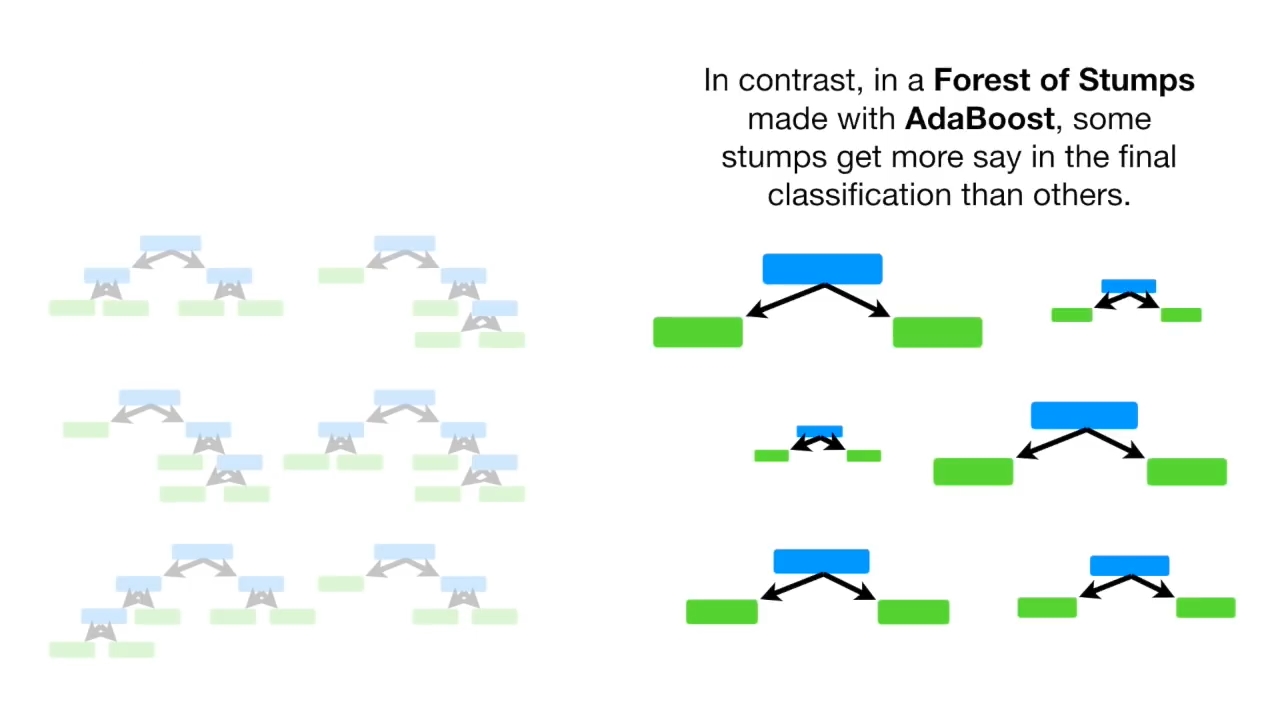 In contrast, in a Forest of Stumps
made with AdaBoost, some
stumps get more say in the final
classification than others.